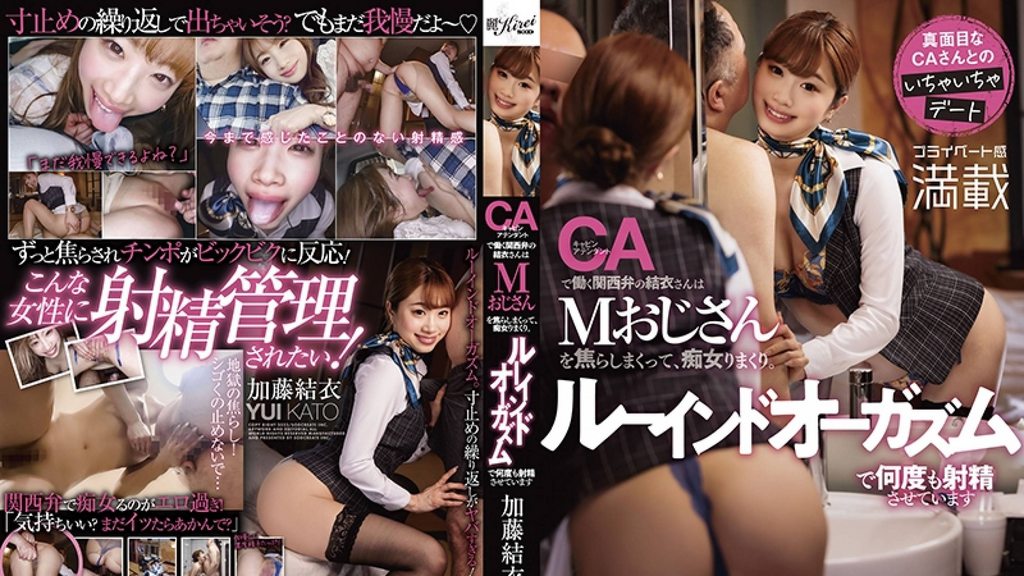 寸止めの繰り返しで出ちゃいそう?でもまだ我慢だよ~♡
今まで感じたことのない射精感
「まだ我慢できるよね?」
ずっと焦らされチンポがビックビクに反応!
こんな
女性に
射精管理
されたい!
地獄の焦らし!
シゴくの止めないで…
加藤結衣
YUI KATO
関西弁で痴女るのがエロ過ぎ!
「気持ちいい?まだイッたらあかんで?」
ルーインドオーガズム。寸止めの繰り返しが
麗
Kirei
CA
キャビン
アテンダント
で働く関西弁の
結衣さんは
Mおじさん
を焦らしまくって、
痴女りまくり。
ルーインド
オーガズム
で何度も射精
させています
加藤結衣
真面目な
CAさんとの
いちゃいちゃ
デート
プライベート感
満載
CA
キャビン
アテンダント
で働く関西弁の結衣さんは
Mおじさん
を焦らしまくって、痴女りまくり。
ルーインドオーガズム
で何度も射精
させています